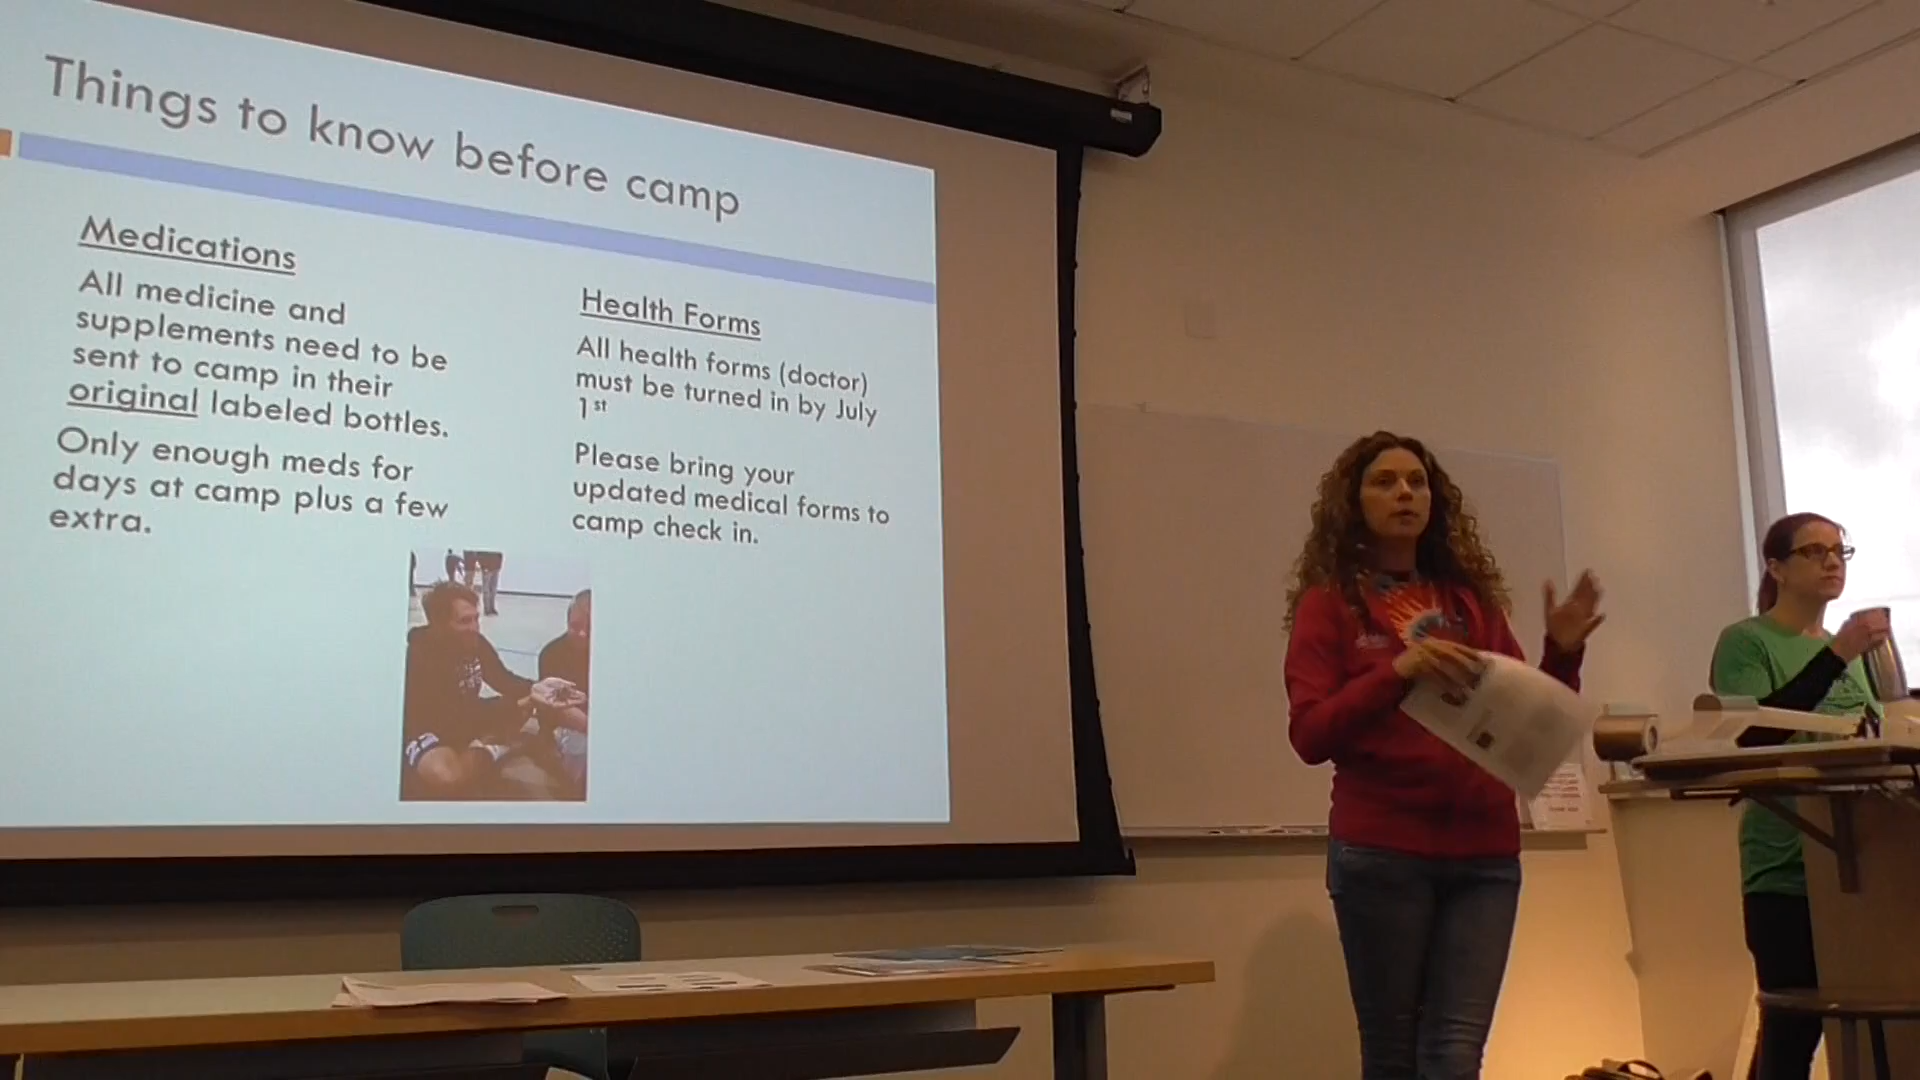 Things to know before camp
Medications
All medicine and
supplements need to be
sent to camp in their
original labeled bottles.
Only enough meds for
days at camp plus a few
extra.
Health Forms
All health forms (doctor)
must be turned in by July
1st
Please bring your
updated medical forms to
camp check in.